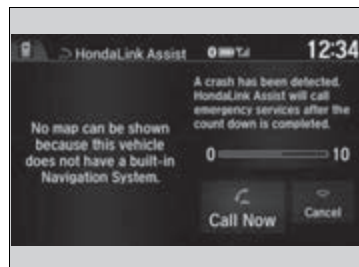 HondaLink Assist
12:34
A crash has been detected.
HondaLink Assist will call
emergency services after the
count down is completed.
No map can be shown
because this vehicle
does not have a built-in
Navigation System.
0
10
Call Now
Cancel